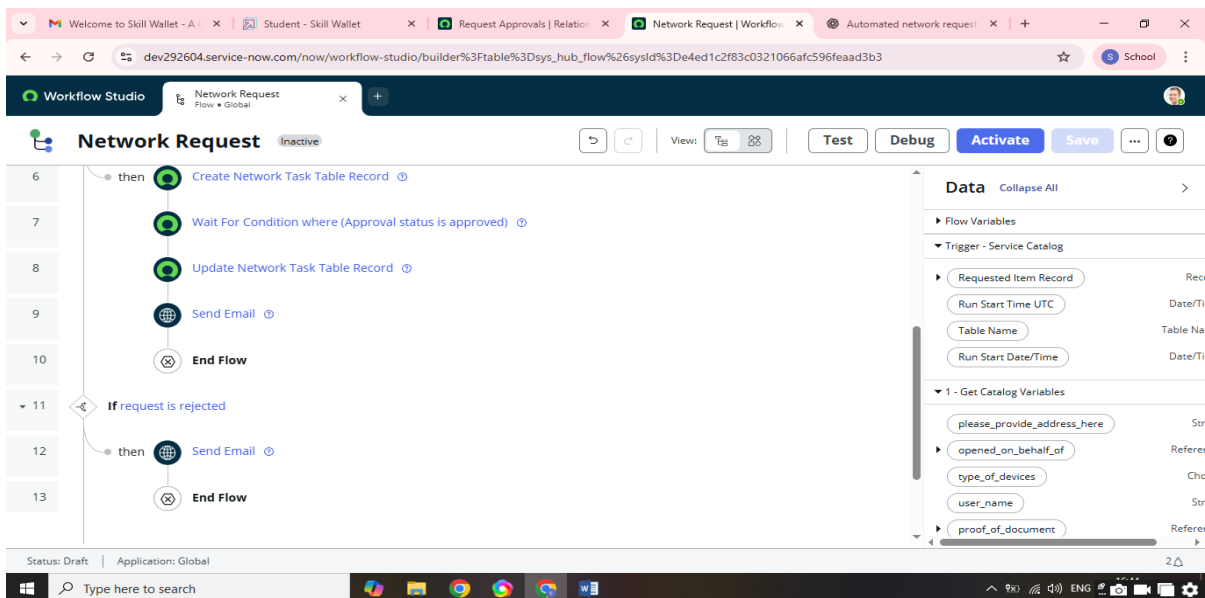 Welcome to Skill Wallet - A C
Student - Skill Wallet
Request Approvals | Relation
Network Request | Workflow
Automated network request
dev292604.service-now.com/now/workflow-studio/builder%3Ftable%3Dsys_hub_flow%26sysId%3De4ed1c2f83c0321066afc596feaad3b3
S School
Workflow Studio
Network Request
Flow • Global
Network Request Inactive
View:
Test Debug Activate Save ... ?
6 then Create Network Task Table Record
7 Wait For Condition where (Approval status is approved)
8 Update Network Task Table Record
9 Send Email
10 End Flow
11 If request is rejected
12 then Send Email
13 End Flow
Data Collapse All
Flow Variables
Trigger - Service Catalog
Requested Item Record Reco
Run Start Time UTC Date/Ti
Table Name Table Na
Run Start Date/Time Date/Ti
1 - Get Catalog Variables
please_provide_address_here Str
opened_on_behalf_of Referen
type_of_devices Cho
user_name Str
proof_of_document Referen
Status: Draft Application: Global
2
Type here to search
ENG